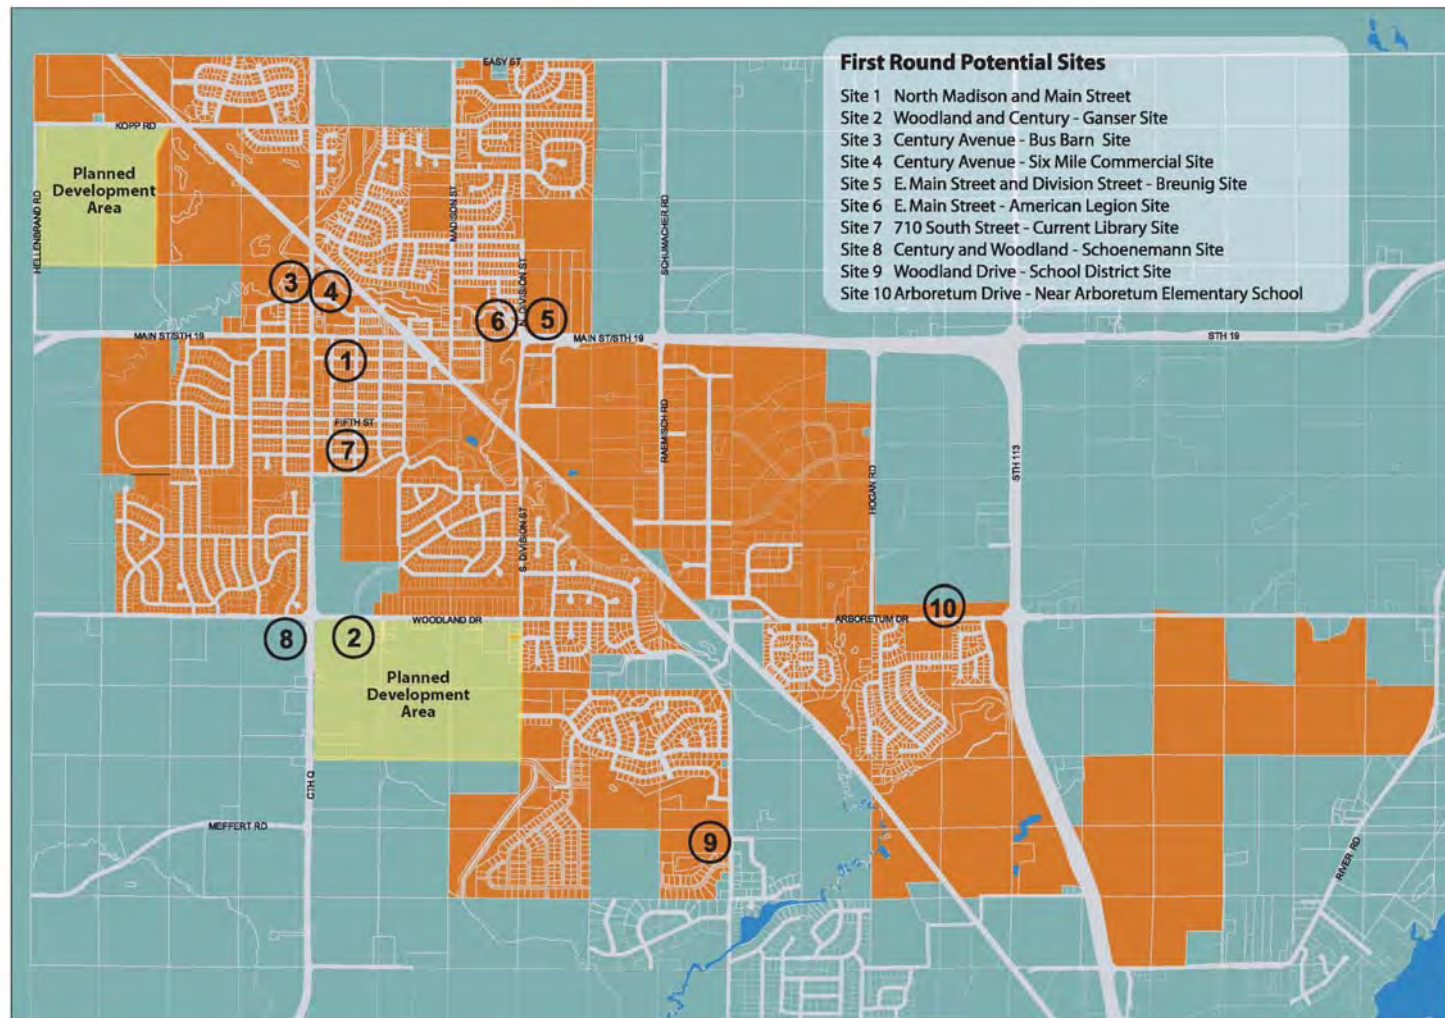 First Round Potential Sites
Site 1 North Madison and Main Street
Site 2 Woodland and Century - Ganser Site
Site 3 Century Avenue - Bus Barn Site
Site 4 Century Avenue - Six Mile Commercial Site
Site 5 E. Main Street and Division Street - Breunig Site
Site 6 E. Main Street - American Legion Site
Site 7 710 South Street - Current Library Site
Site 8 Century and Woodland - Schoenemann Site
Site 9 Woodland Drive - School District Site
Site 10 Arboretum Drive - Near Arboretum Elementary School
EASY ST
KOPP RD
Planned
Development
Area
HELLENBRAND RD
MADISON ST
SCHUMACHER RD
N. DIVISION ST
3
4
6
5
MAIN ST/STH 19
MAIN ST/STH 19
STH 19
1
FIFTH ST
7
RAEMISCH RD
HOGAN RD
STH 113
S. DIVISION ST
10
8
2
WOODLAND DR
ARBORETUM DR
Planned
Development
Area
CTH Q
MEFFERT RD
9
RIVER RD